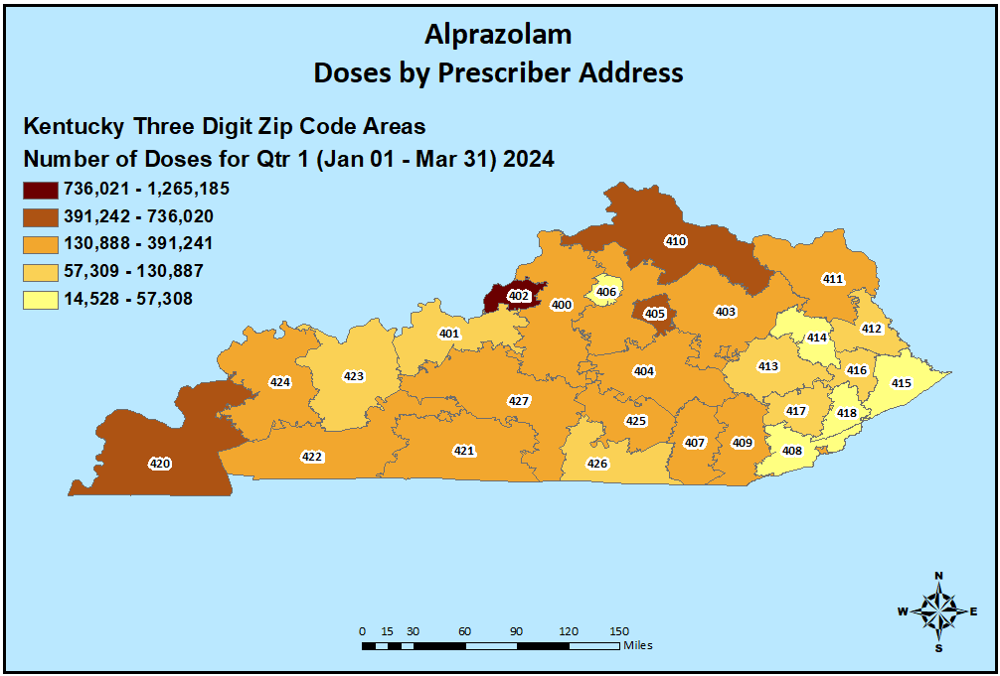 Alprazolam
Doses by Prescriber Address
Kentucky Three Digit Zip Code Areas
Number of Doses for Qtr 1 (Jan 01 - Mar 31) 2024
736,021 - 1,265,185
391,242 - 736,020
130,888 - 391,241
57,309 - 130,887
14,528 - 57,308
410
411
406
402
400
403
405
412
401
414
413
404
416
423
424
415
427
417
418
425
407
409
421
408
422
426
420
N
W E
S
0 15 30 60 90 120 150
Miles